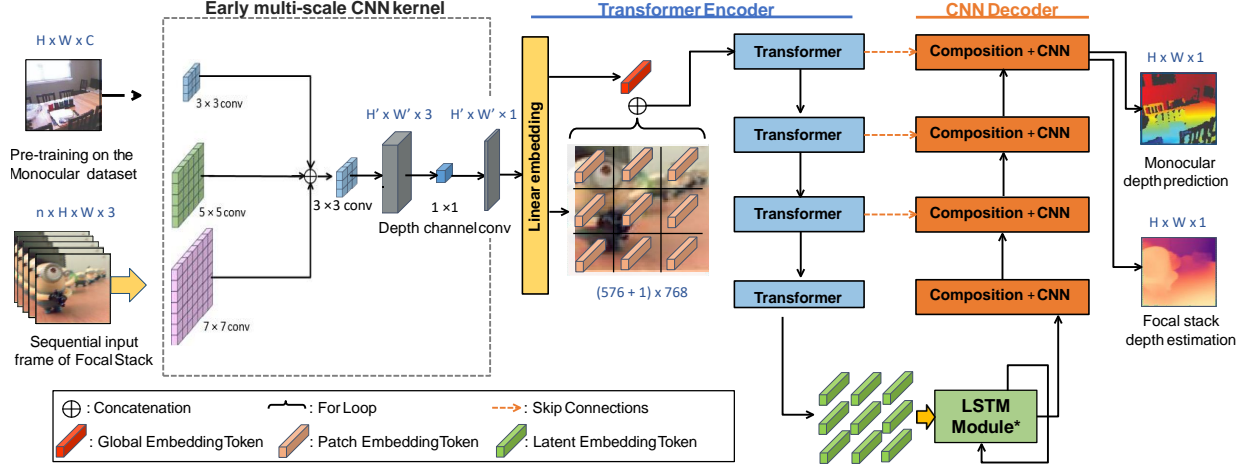 Early multi-scale CNN kernel
Transformer Encoder
CNN Decoder
H x W x C
Pre-training on the
Monocular dataset
n x H x W x 3
Sequential input
frame of Focal Stack
3 × 3 conv
5 × 5 conv
7 × 7 conv
3 ×3 conv
H' x W' x 3
H' x W' × 1
1 ×1
Depth channel conv
Linear embedding
(576 + 1) x 768
Transformer
Transformer
Transformer
Transformer
Composition + CNN
Composition + CNN
Composition + CNN
Composition + CNN
H x W x 1
Monocular
depth prediction
H x W x 1
Focal stack
depth estimation
LSTM
Module*
: Concatenation
: For Loop
: Skip Connections
: Global Embedding Token
: Patch Embedding Token
: Latent Embedding Token